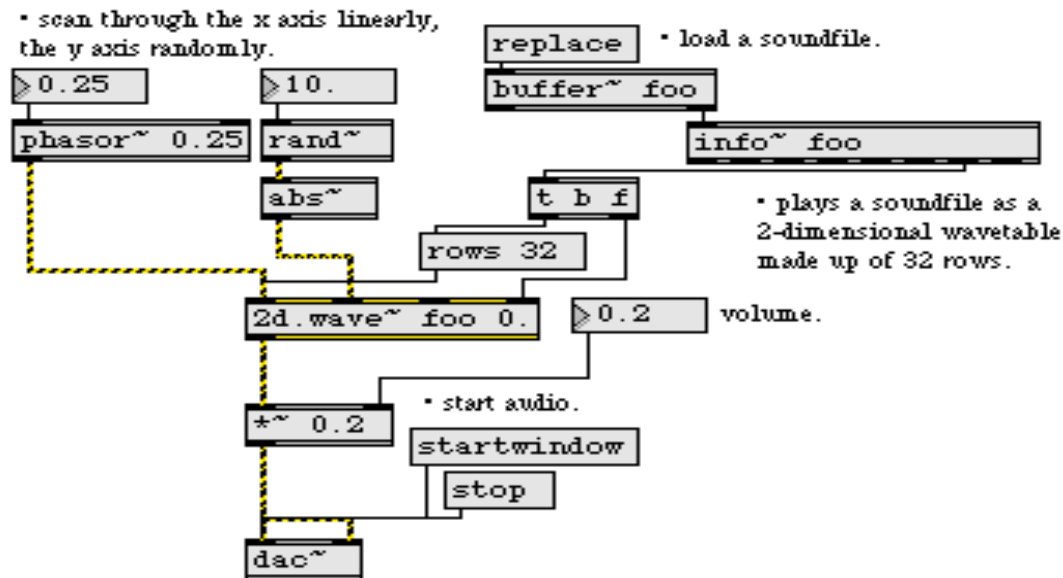 • scan through the x axis linearly,
the y axis randomly.
0.25
10.
replace
• load a soundfile.
buffer~ foo
phasor~ 0.25
rand~
info~ foo
abs~
t b f
• plays a soundfile as a
2-dimensional wavetable
made up of 32 rows.
rows 32
2d.wave~ foo 0.
0.2
volume.
*~ 0.2
• start audio.
startwindow
stop
dac~